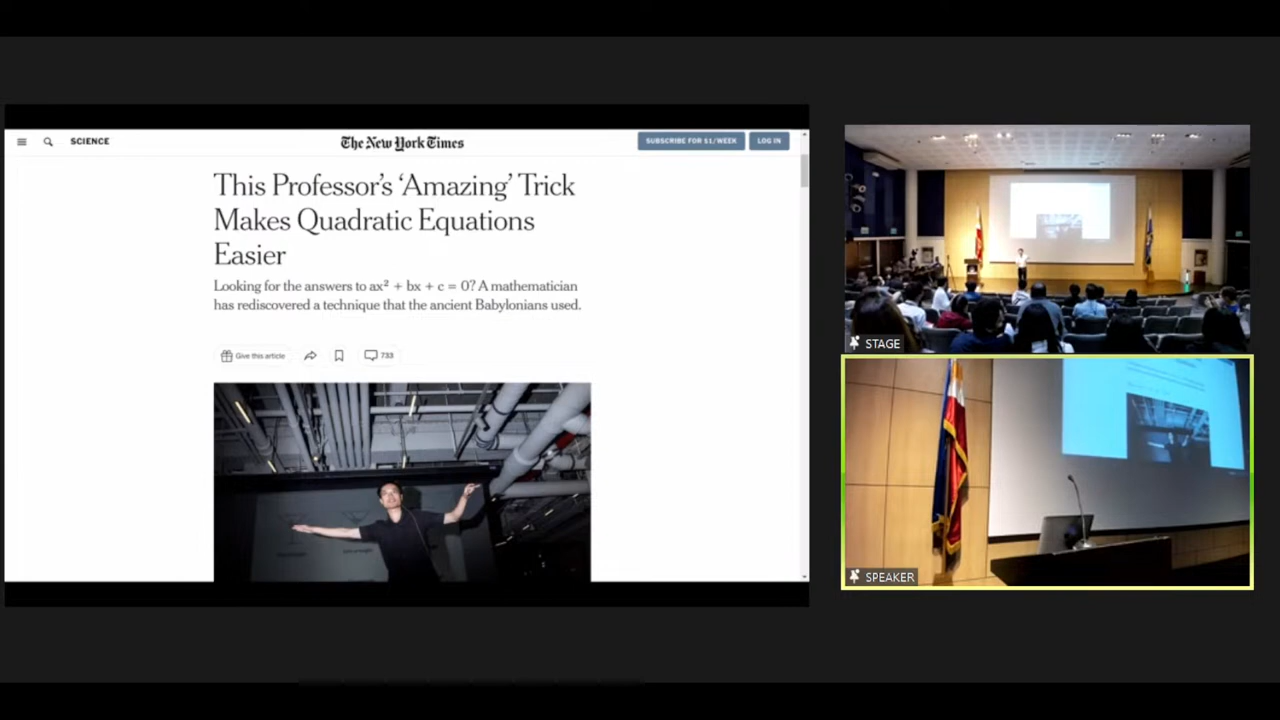 SCIENCE
The New York Times
SUBSCRIBE FOR $1/WEEK
LOG IN
This Professor's ‘Amazing’ Trick
Makes Quadratic Equations
Easier
Looking for the answers to ax² + bx + c = 0? A mathematician
has rediscovered a technique that the ancient Babylonians used.
Give this article
733
STAGE
SPEAKER